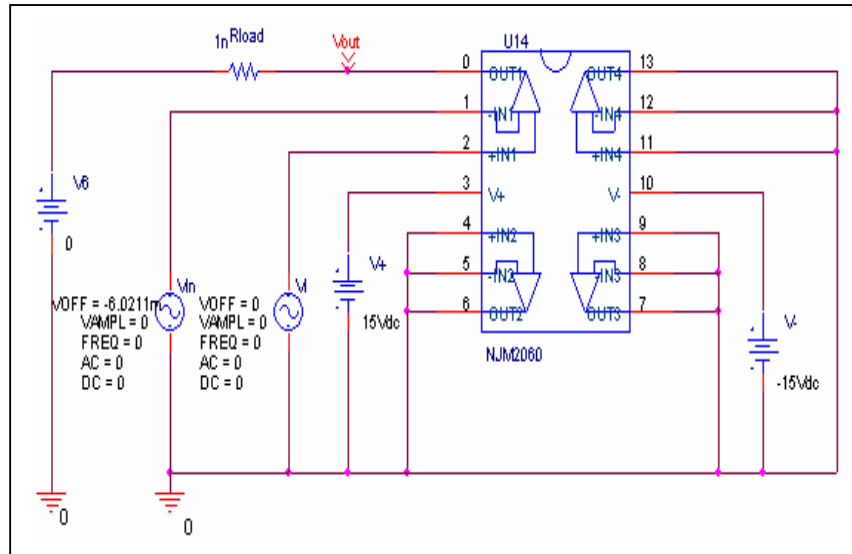 1n Rload
Vout
U14
0 OUT1 OUT4 13
1 -IN1 -IN4 12
2 +IN1 +IN4 11
3 V+ V- 10
4 +IN2 +IN3 9
5 -IN2 -IN3 8
6 OUT2 OUT3 7
NJM2060
V6
0
Vin
VOFF = -6.0211m
VAMPL = 0
FREQ = 0
AC = 0
DC = 0
VI
VOFF = 0
VAMPL = 0
FREQ = 0
AC = 0
DC = 0
V+
15Vdc
V-
-15Vdc
0
0